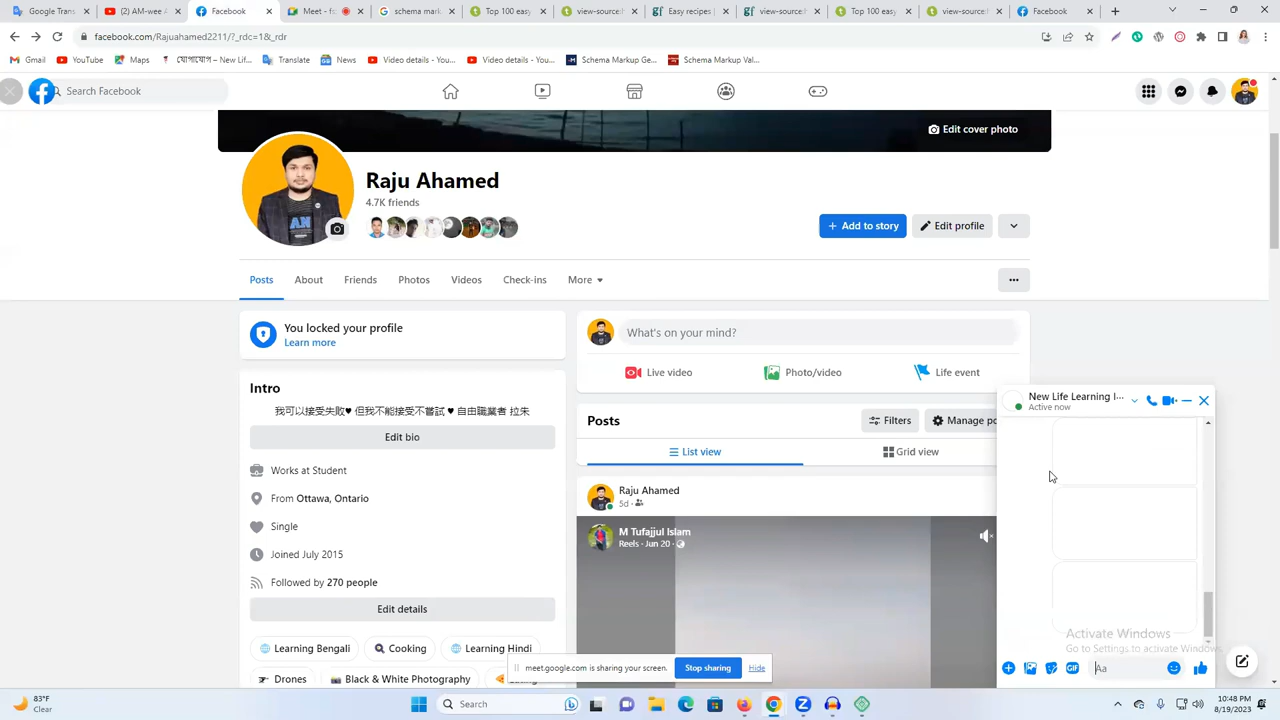 Google Trans
(2) AM-wee A
Facebook
Meet - f
schema mark
Top 100 easy
view-source:h
Easy recipes |
view-source:h
Top 100 easy
view-source:h
Facebook
facebook.com/Rajuahamed2211/?_rdc=1&_rdr
Gmail
YouTube
Maps
যোগাযোগ – New Life...
Translate
News
Video details - You...
Video details - You...
Schema Markup Ge...
Schema Markup Val...
Search Facebook
Edit cover photo
Raju Ahamed
4.7K friends
+ Add to story
Edit profile
Posts
About
Friends
Photos
Videos
Check-ins
More
You locked your profile
Learn more
What's on your mind?
Live video
Photo/video
Life event
Intro
我可以接受失敗♥ 但我不能接受不嘗試 ♥ 自由職業者 拉朱
Edit bio
Works at Student
From Ottawa, Ontario
Single
Joined July 2015
Followed by 270 people
Edit details
Learning Bengali
Cooking
Learning Hindi
Drones
Black & White Photography
Posts
Filters
Manage po
List view
Grid view
Raju Ahamed
5d
M Tufajjul Islam
Reels · Jun 20
New Life Learning I...
Active now
Activate Windows
Go to Settings to activate Windows.
GIF
Aa
meet.google.com is sharing your screen.
Stop sharing
Hide
83°F
Clear
Search
10:48 PM
8/19/2023